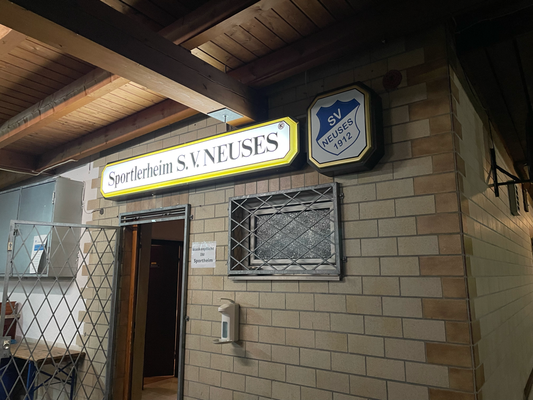 Sportlerheim S.V. NEUSES
SV
NEUSES
1912